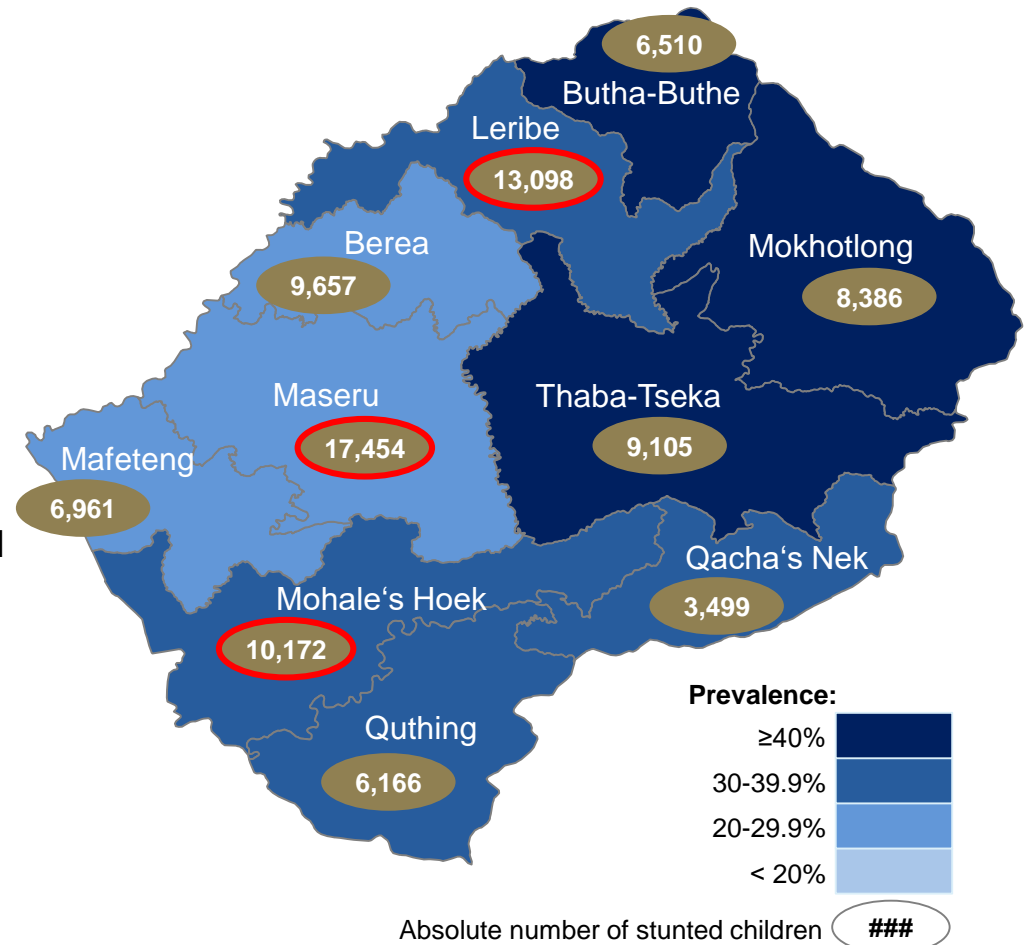 6,510
Butha-Buthe
Leribe
13,098
Berea
9,657
Mokhotlong
8,386
Maseru
17,454
Thaba-Tseka
9,105
Mafeteng
6,961
Qacha‘s Nek
3,499
Mohale‘s Hoek
10,172
Quthing
6,166
Prevalence:
≥40%
30-39.9%
20-29.9%
< 20%
Absolute number of stunted children ###